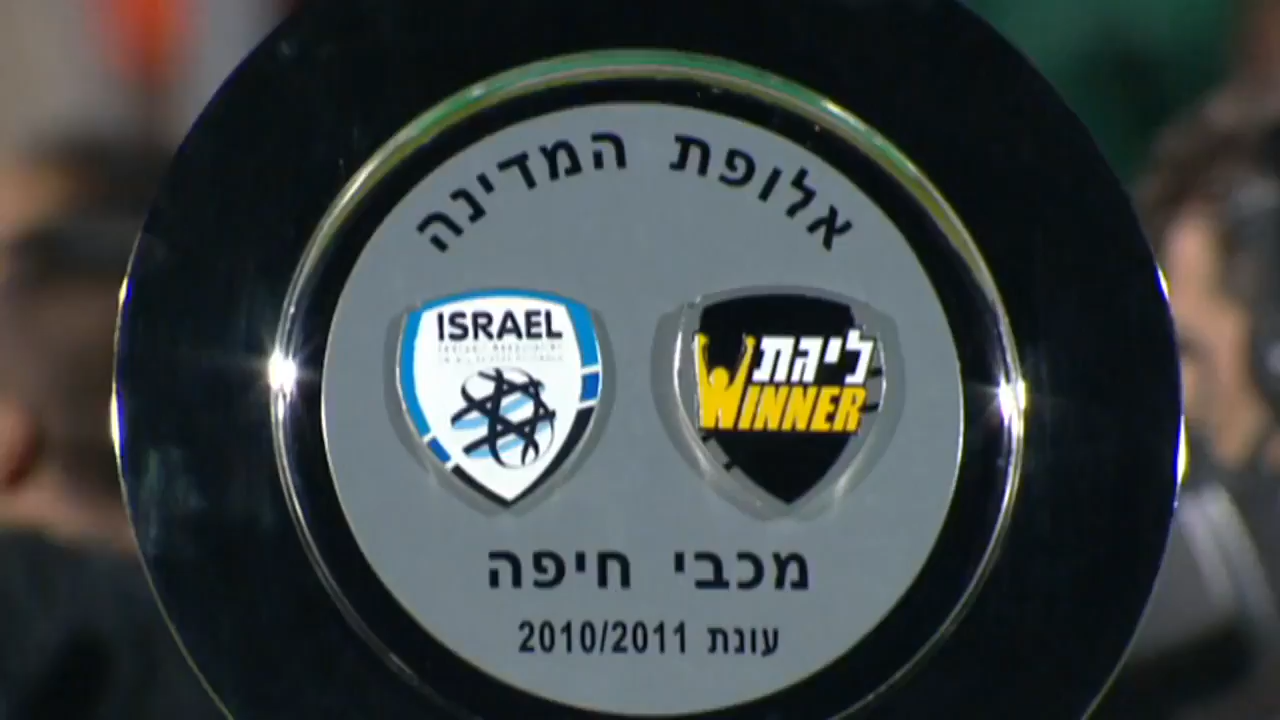 אלופת המדינה
ISRAEL
ליגת
WINNER
מכבי חיפה
עונת 2010/2011